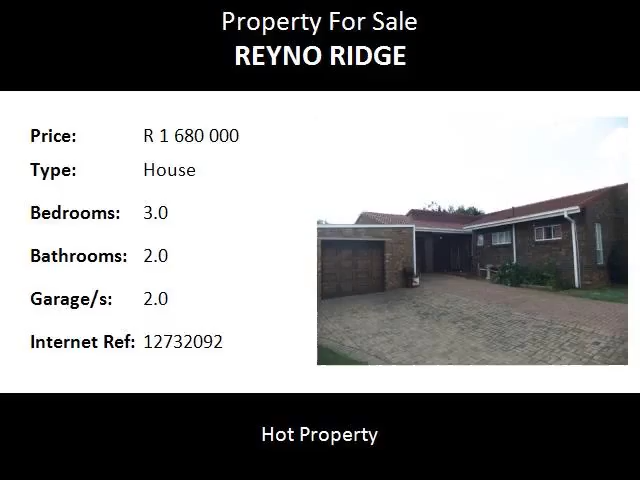 Property For Sale
REYNO RIDGE
Price: R 1 680 000
Type: House
Bedrooms: 3.0
Bathrooms: 2.0
Garage/s: 2.0
Internet Ref: 12732092
Hot Property